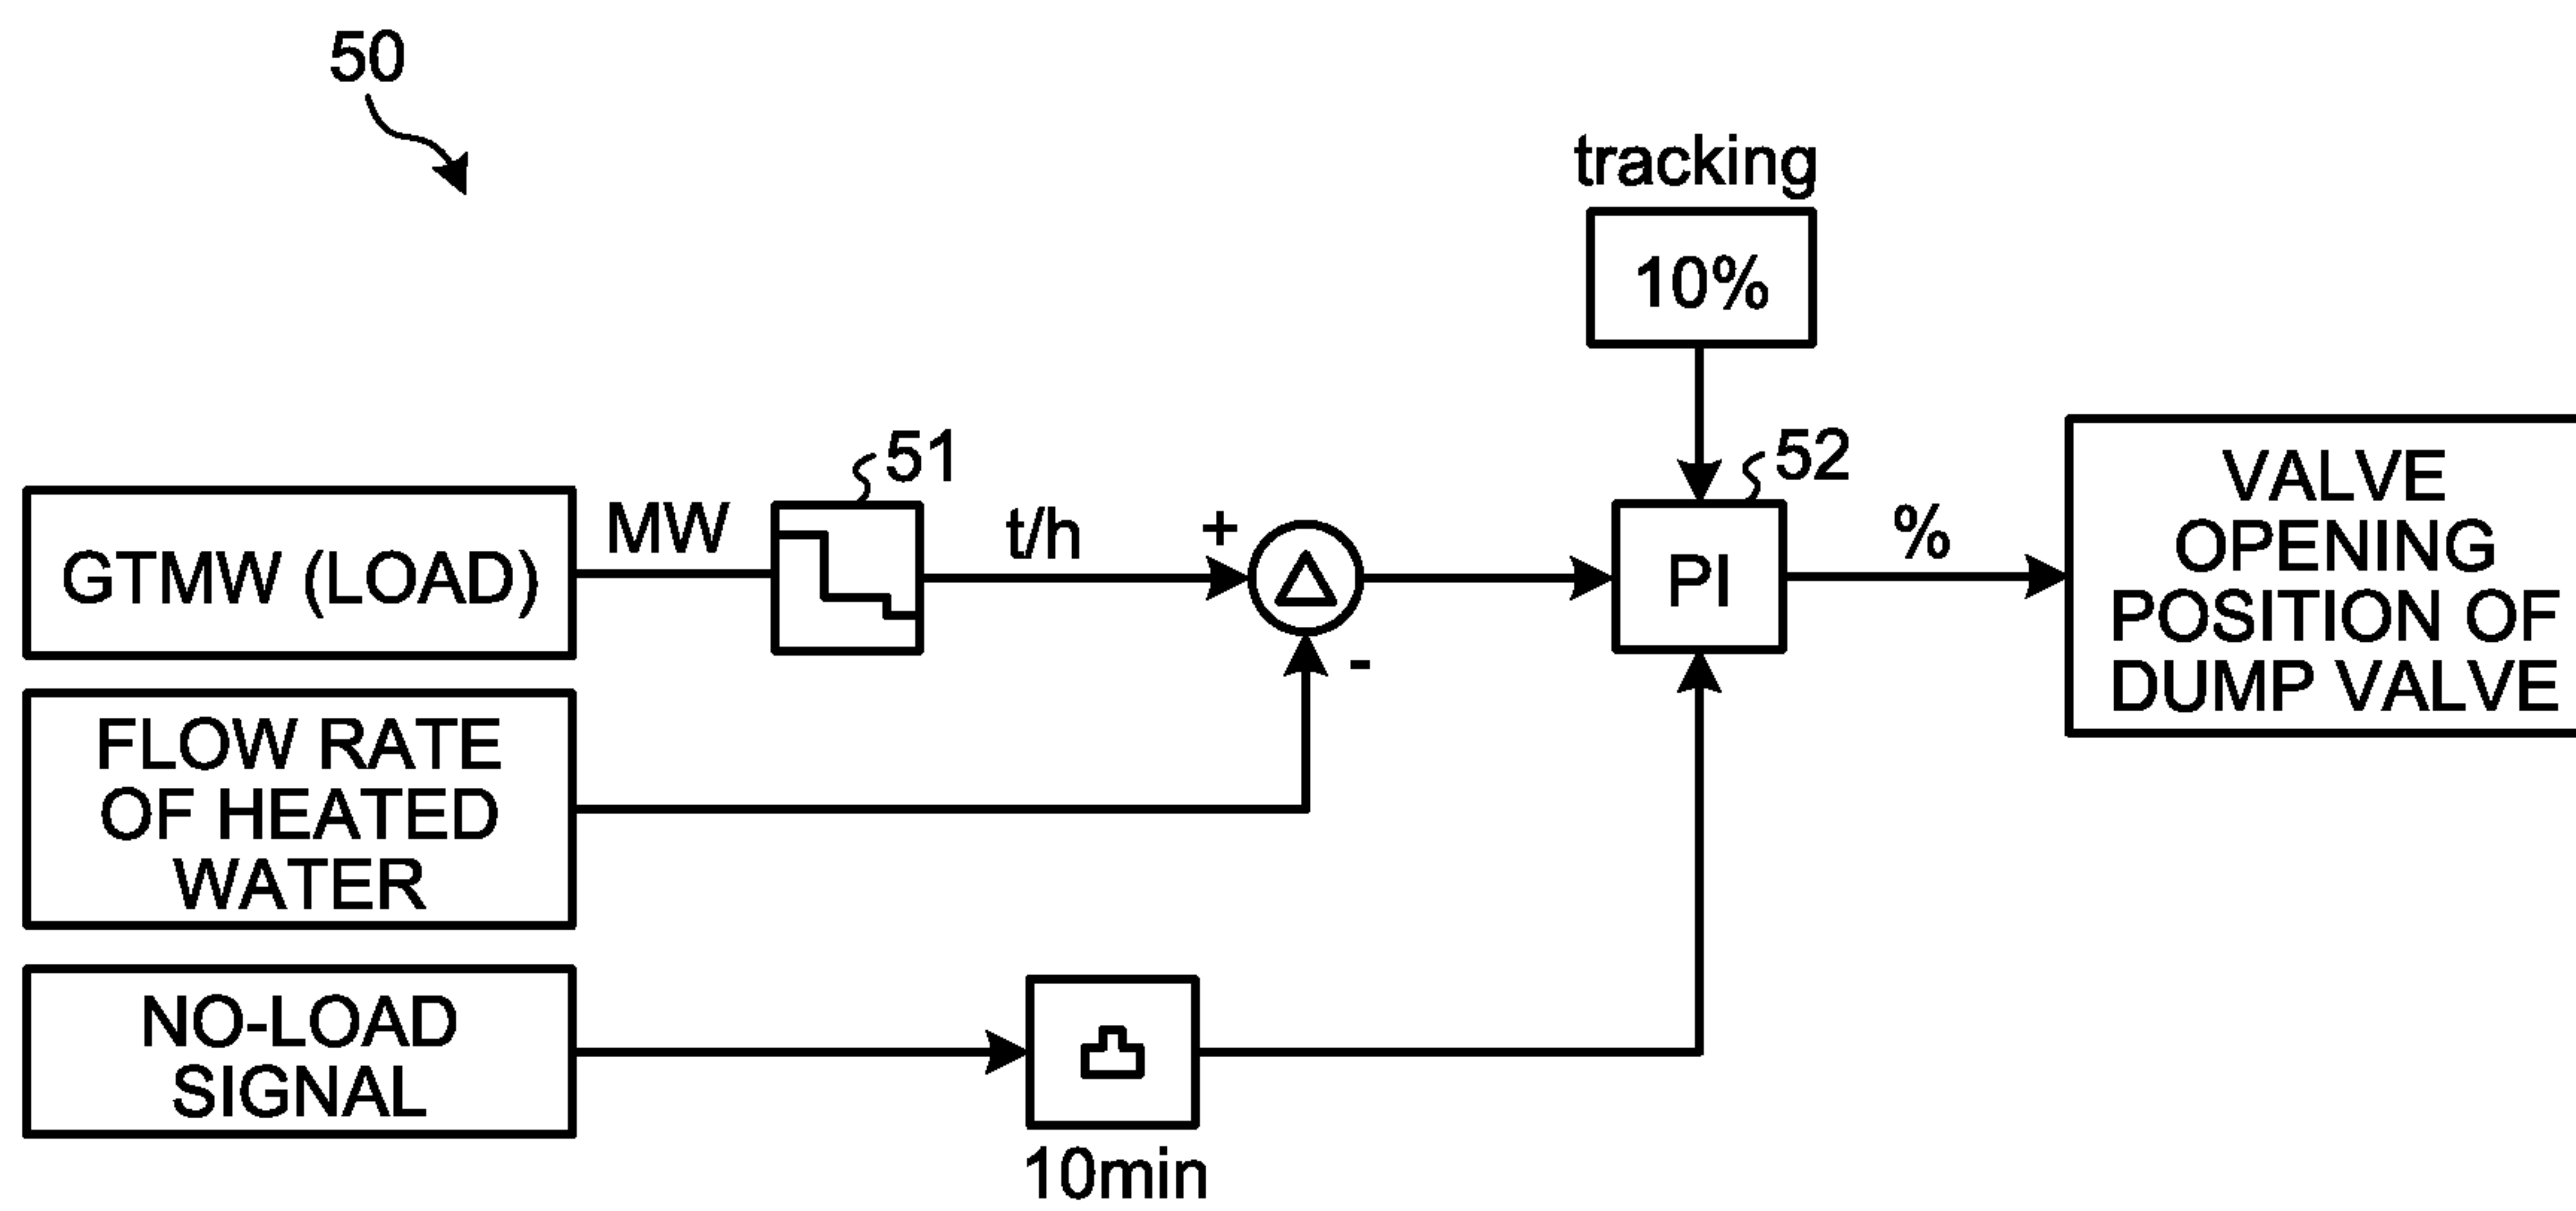 50
tracking
10%
51
52
GTMW (LOAD)
MW
t/h
+
-
PI
%
VALVE
OPENING
POSITION OF
DUMP VALVE
FLOW RATE
OF HEATED
WATER
NO-LOAD
SIGNAL
10min